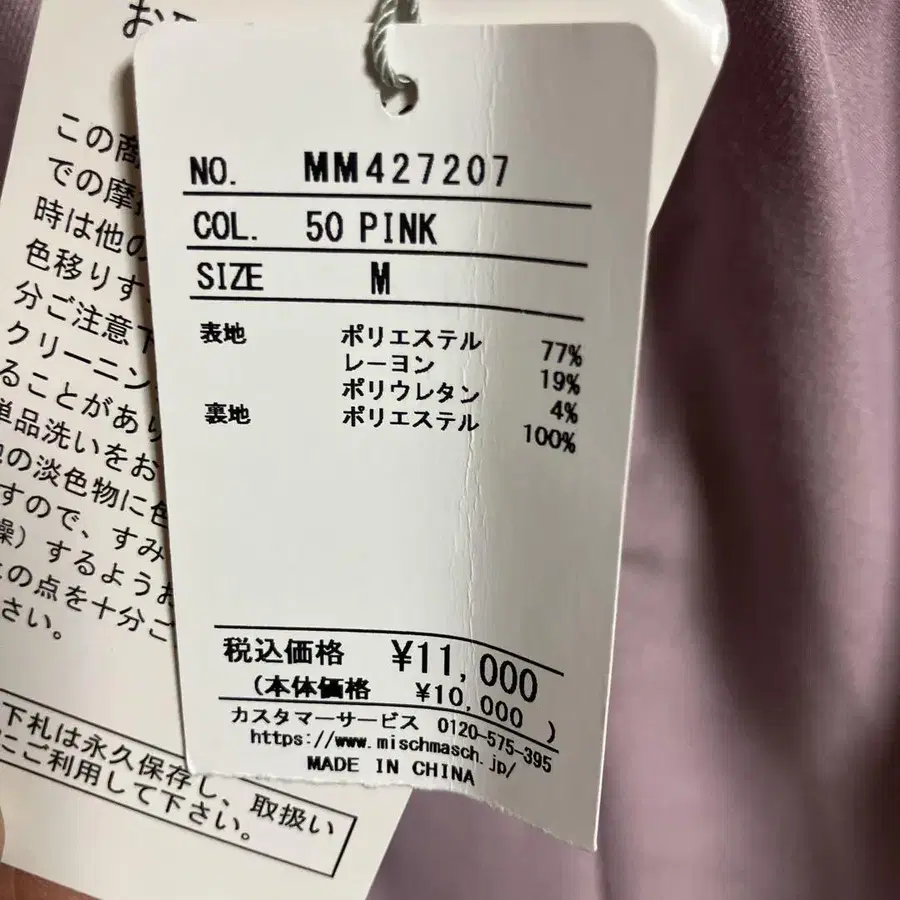 NO. MM427207
COL. 50 PINK
SIZE M
表地 ポリエステル 77%
レーヨン 19%
ポリウレタン 4%
裏地 ポリエステル 100%
税込価格 ¥11,000
(本体価格 ¥10,000 )
カスタマーサービス 0120-575-395
https://www.mischmasch.jp/
MADE IN CHINA
この商
での摩
時は他の
色移りす
分ご注意下
クリーニン
ることがあり
単品洗いをお
の淡色物に色
すので、すみ
燥）するようお
の点を十分ご
さい。
下札は永久保存し、取扱い
にご利用して下さい。